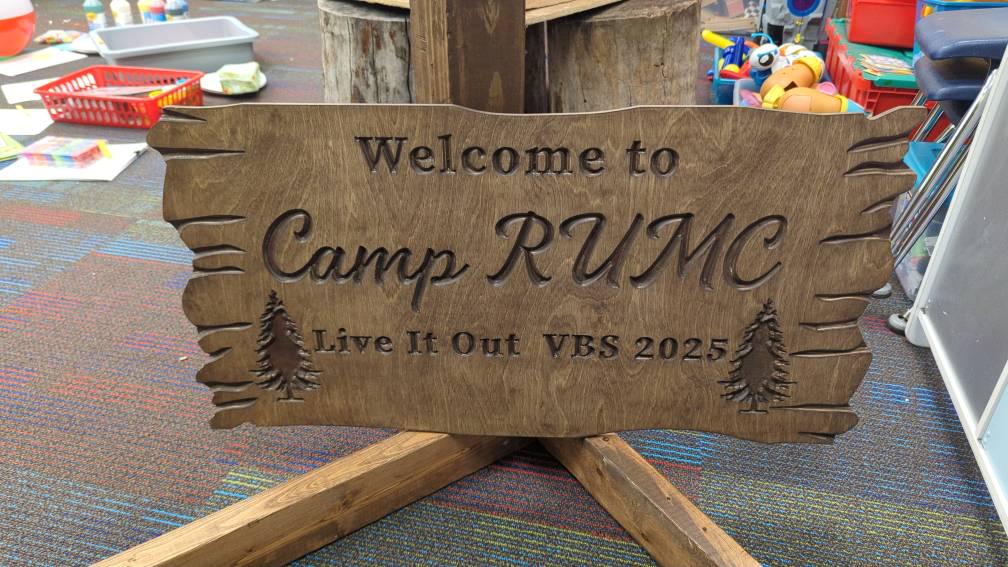 Welcome to
Camp RUMC
Live It Out VBS 2025